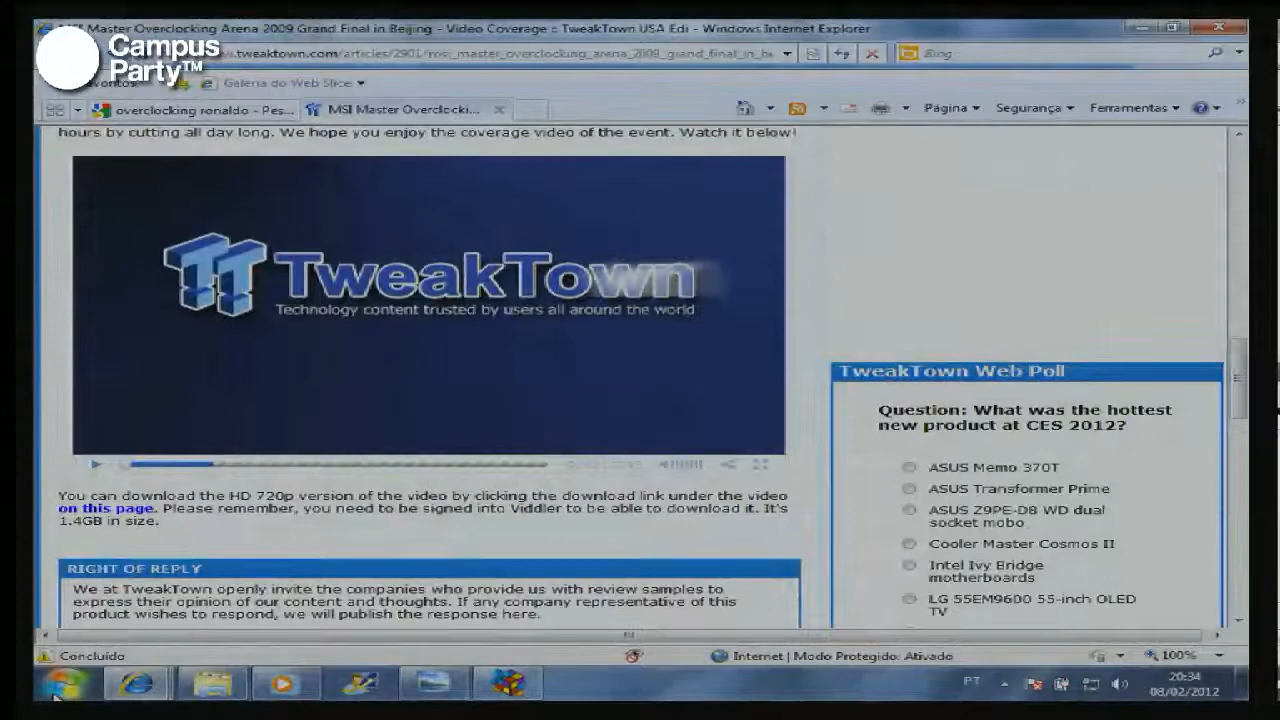 MSI Master Overclocking Arena 2009 Grand Final in Beijing - Video Coverage :: TweakTown USA Edi - Windows Internet Explorer
Campus
Party™
www.tweaktown.com/articles/2901/msi_master_overclocking_arena_2009_grand_final_in_be
Bing
Favoritos
Galeria do Web Slice
overclocking ronaldo - Pes...
MSI Master Overclocki...
Página
Segurança
Ferramentas
hours by cutting all day long. We hope you enjoy the coverage video of the event. Watch it below!
TweakTown
Technology content trusted by users all around the world
You can download the HD 720p version of the video by clicking the download link under the video
on this page. Please remember, you need to be signed into Viddler to be able to download it. It's
1.4GB in size.
RIGHT OF REPLY
We at TweakTown openly invite the companies who provide us with review samples to
express their opinion of our content and thoughts. If any company representative of this
product wishes to respond, we will publish the response here.
TweakTown Web Poll
Question: What was the hottest
new product at CES 2012?
ASUS Memo 370T
ASUS Transformer Prime
ASUS Z9PE-D8 WD dual
socket mobo
Cooler Master Cosmos II
Intel Ivy Bridge
motherboards
LG 55EM9600 55-inch OLED
TV
Concluído
Internet | Modo Protegido: Ativado
100%
PT
20:34
08/02/2012